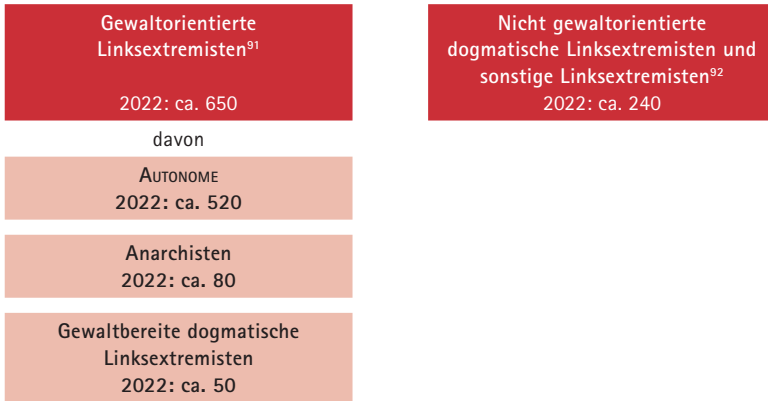 Gewaltorientierte
Linksextremisten⁹¹
2022: ca. 650
davon
AUTONOME
2022: ca. 520
Anarchisten
2022: ca. 80
Gewaltbereite dogmatische
Linksextremisten
2022: ca. 50
Nicht gewaltorientierte
dogmatische Linksextremisten und
sonstige Linksextremisten⁹²
2022: ca. 240